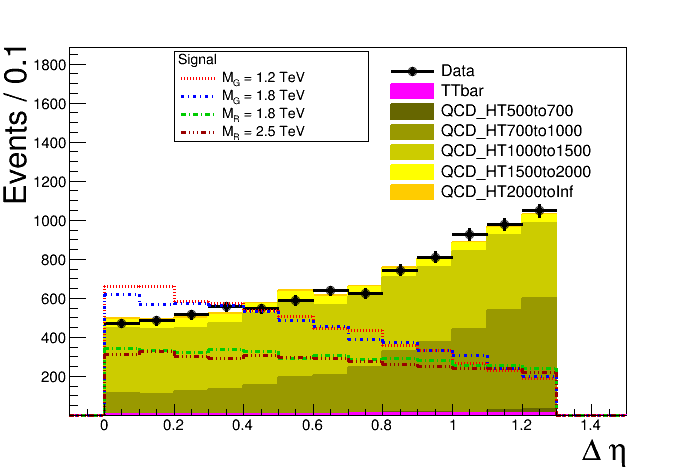 Events / 0.1
1800
1600
1400
1200
1000
800
600
400
200
Signal
M_G = 1.2 TeV
M_G = 1.8 TeV
M_R = 1.8 TeV
M_R = 2.5 TeV
Data
TTbar
QCD_HT500to700
QCD_HT700to1000
QCD_HT1000to1500
QCD_HT1500to2000
QCD_HT2000toInf
0 0.2 0.4 0.6 0.8 1 1.2 1.4
Δ η